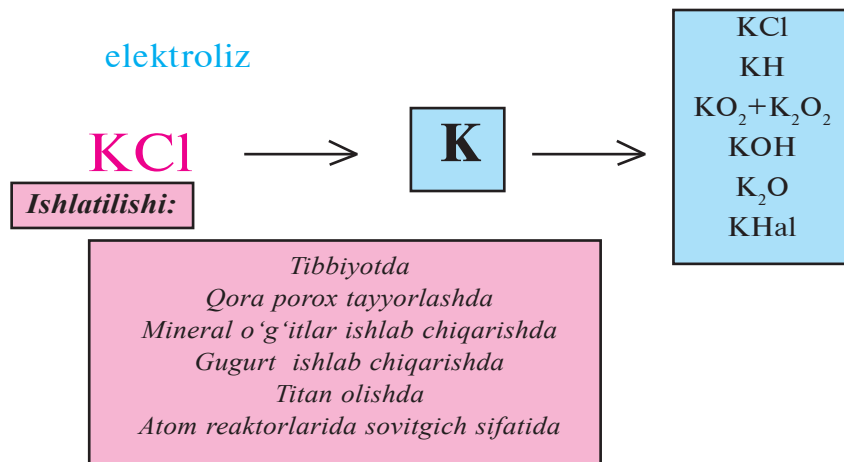 elektroliz
KCl
K
KCl
KH
KO₂+K₂O₂
KOH
K₂O
KHal
Ishlatilishi:
Tibbiyotda
Qora porox tayyorlashda
Mineral o‘g‘itlar ishlab chiqarishda
Gugurt ishlab chiqarishda
Titan olishda
Atom reaktorlarida sovitgich sifatida